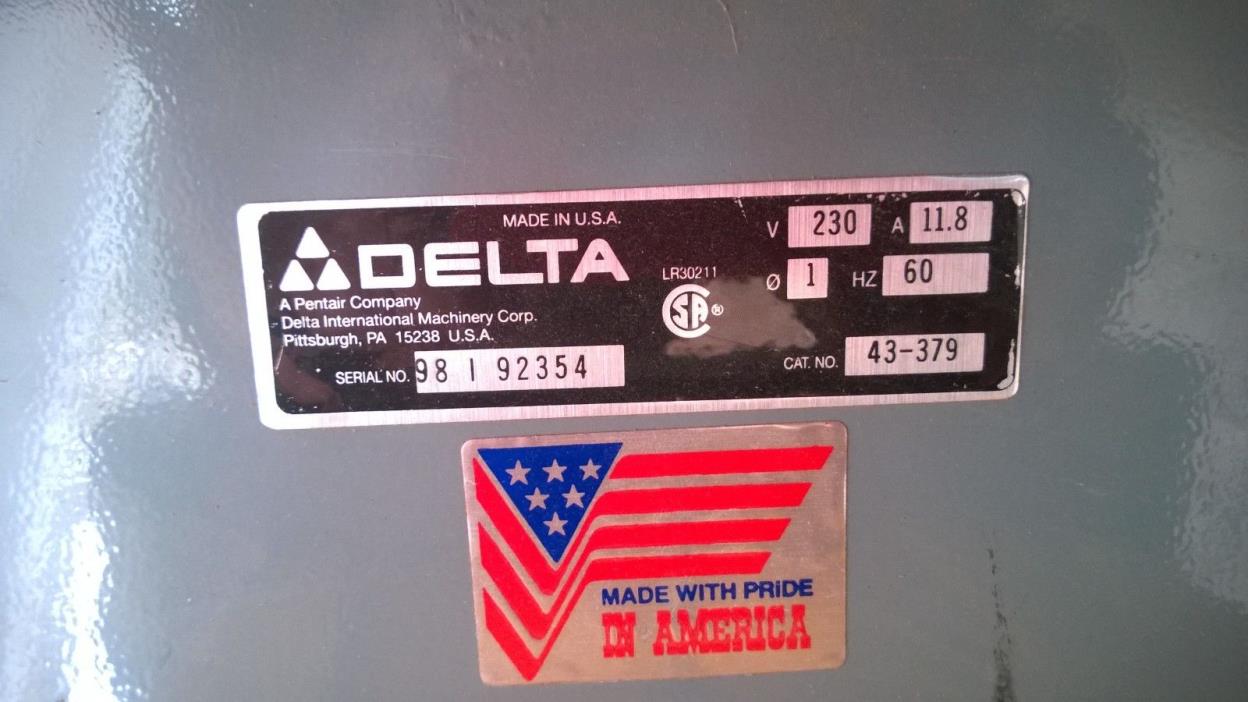 MADE IN U.S.A.
DELTA
A Pentair Company
Delta International Machinery Corp.
Pittsburgh, PA 15238 U.S.A.
SERIAL NO. 98 I 92354
LR30211
SA ®
V 230 A 11.8
Ø 1 HZ 60
CAT. NO. 43-379
MADE WITH PRiDE
IN AMERICA